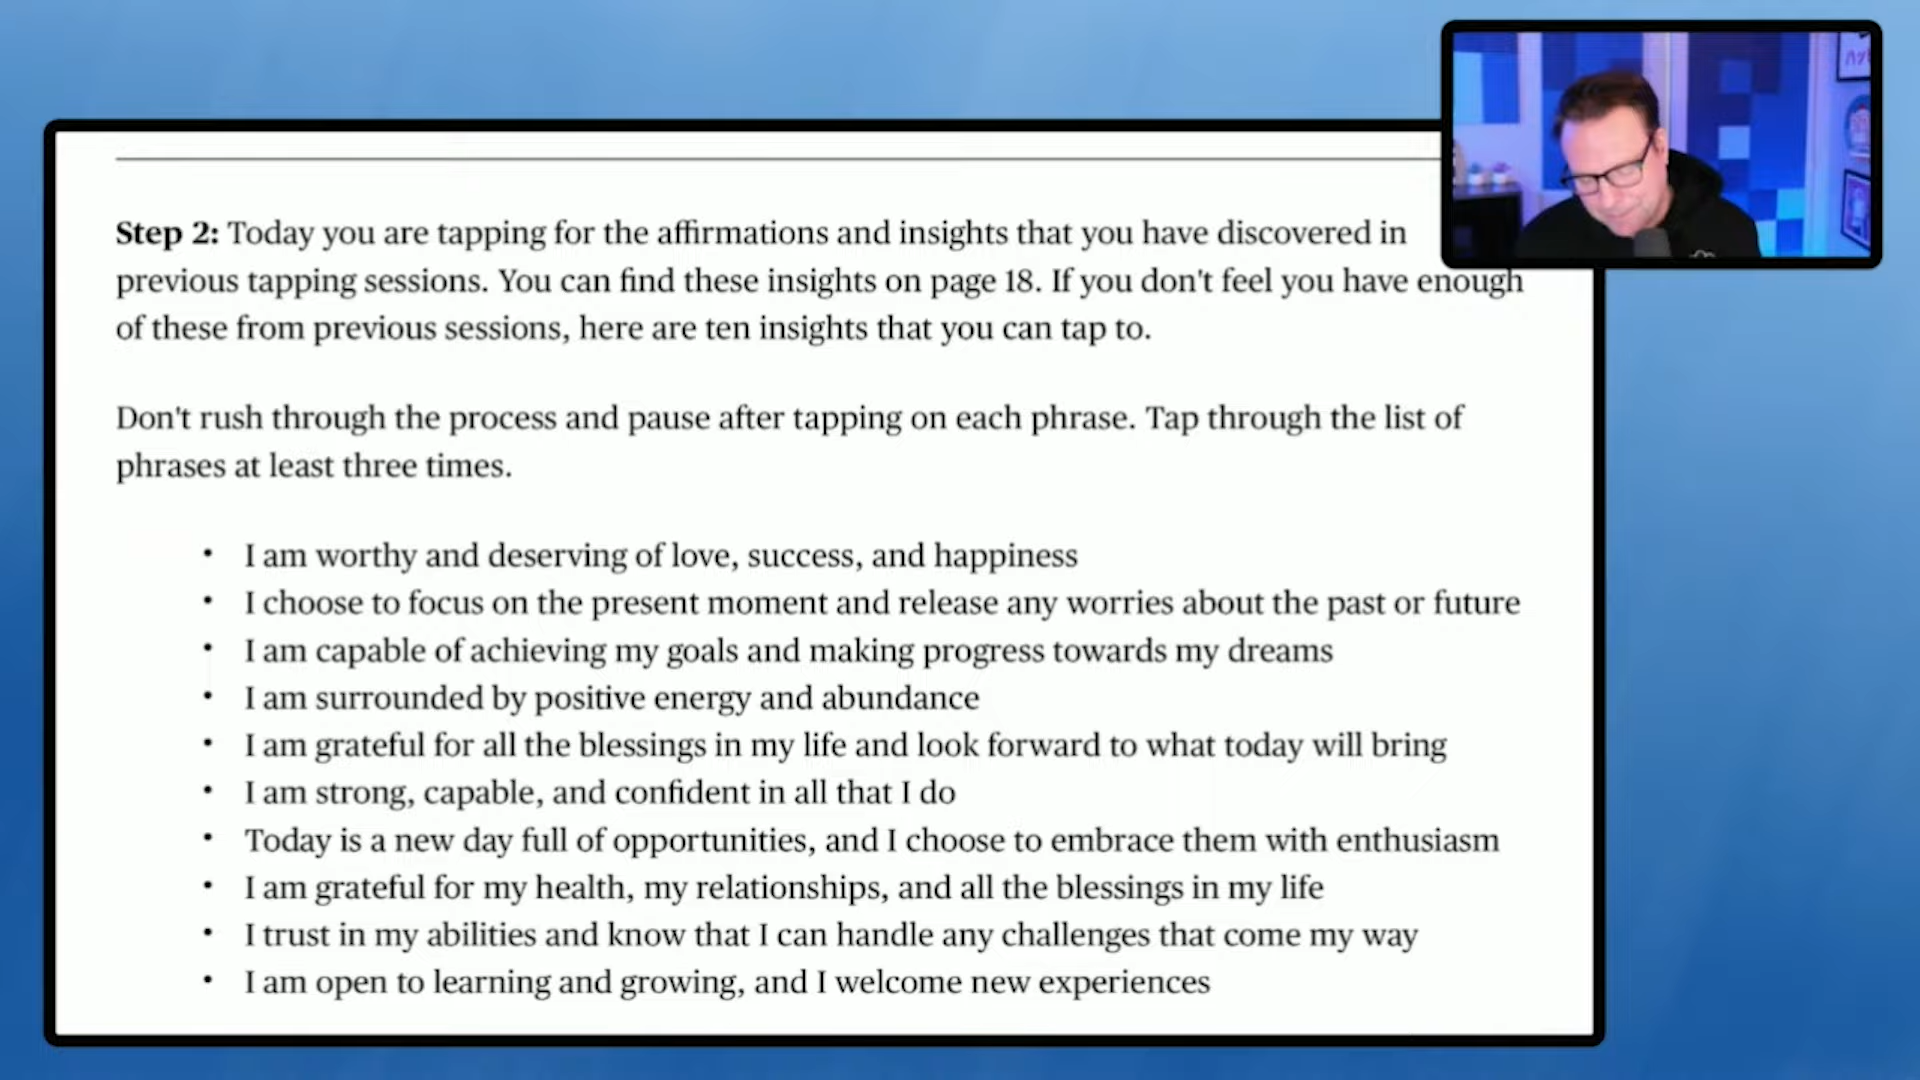 Step 2: Today you are tapping for the affirmations and insights that you have discovered in
previous tapping sessions. You can find these insights on page 18. If you don't feel you have enough
of these from previous sessions, here are ten insights that you can tap to.
Don't rush through the process and pause after tapping on each phrase. Tap through the list of
phrases at least three times.
• I am worthy and deserving of love, success, and happiness
• I choose to focus on the present moment and release any worries about the past or future
• I am capable of achieving my goals and making progress towards my dreams
• I am surrounded by positive energy and abundance
• I am grateful for all the blessings in my life and look forward to what today will bring
• I am strong, capable, and confident in all that I do
• Today is a new day full of opportunities, and I choose to embrace them with enthusiasm
• I am grateful for my health, my relationships, and all the blessings in my life
• I trust in my abilities and know that I can handle any challenges that come my way
• I am open to learning and growing, and I welcome new experiences